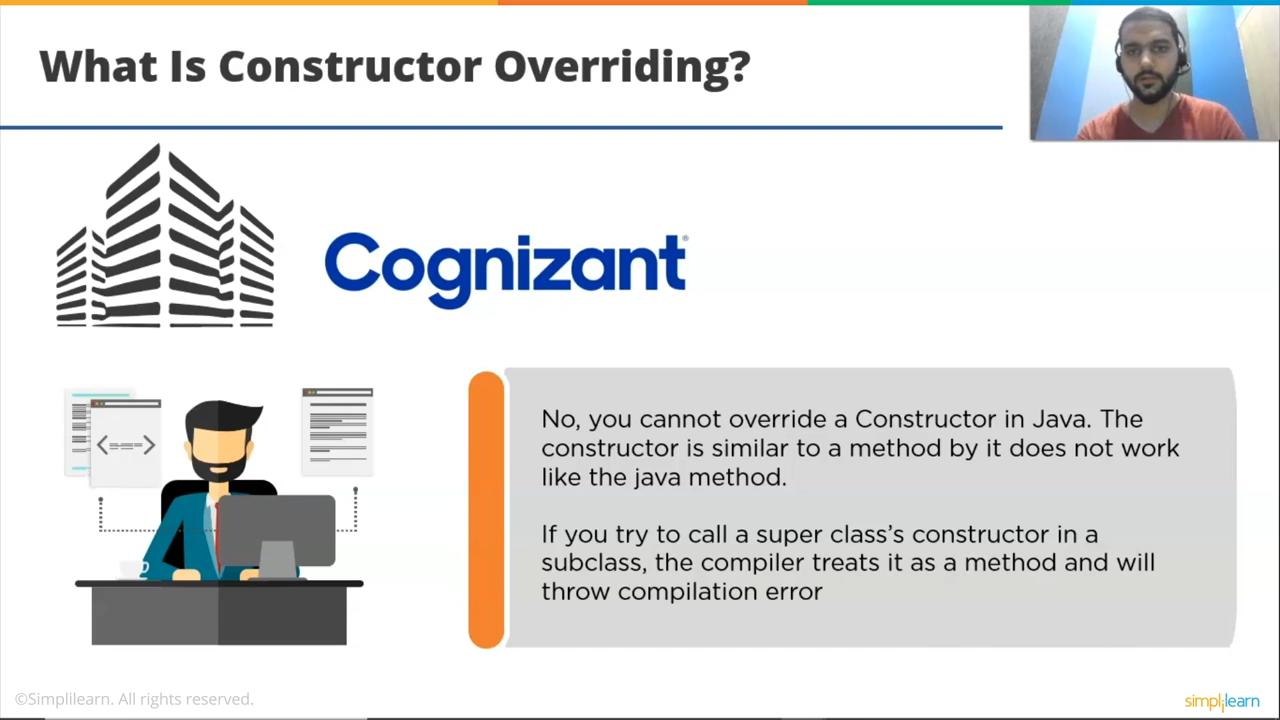 What Is Constructor Overriding?
Cognizant®
No, you cannot override a Constructor in Java. The
constructor is similar to a method by it does not work
like the java method.
If you try to call a super class’s constructor in a
subclass, the compiler treats it as a method and will
throw compilation error
©Simplilearn. All rights reserved.
simplilearn